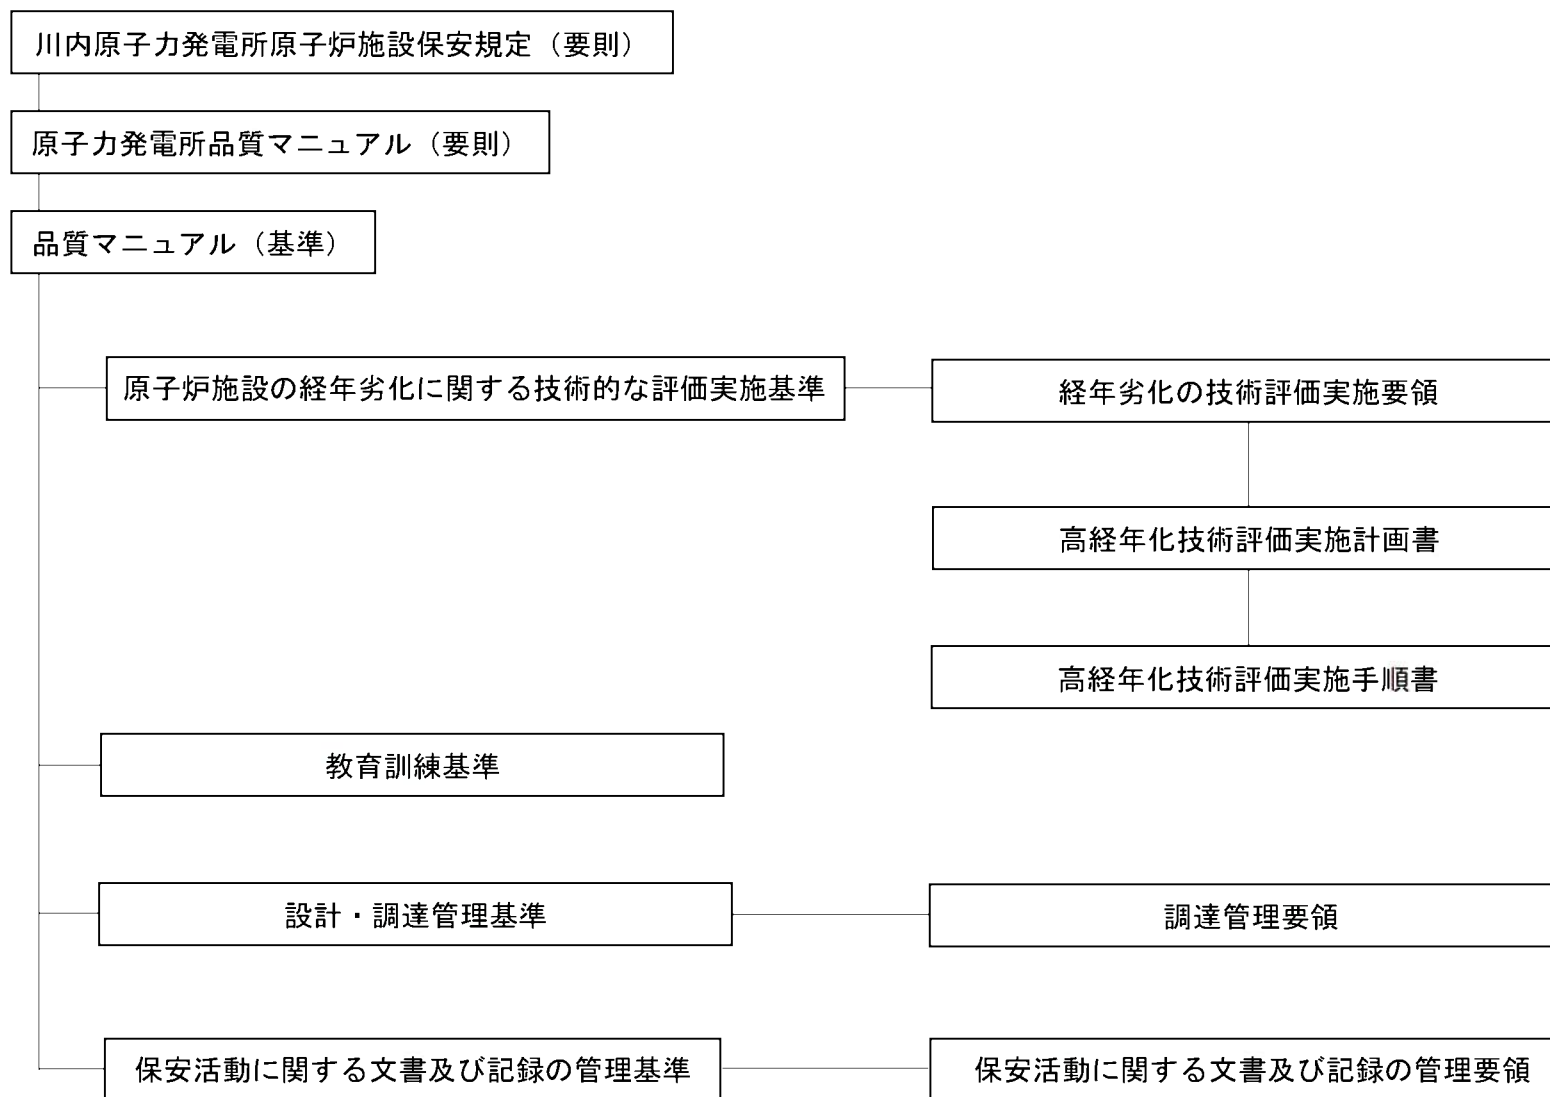 川内原子力発電所原子炉施設保安規定（要則）
原子力発電所品質マニュアル（要則）
品質マニュアル（基準）
原子炉施設の経年劣化に関する技術的な評価実施基準
経年劣化の技術評価実施要領
高経年化技術評価実施計画書
高経年化技術評価実施手順書
教育訓練基準
設計・調達管理基準
調達管理要領
保安活動に関する文書及び記録の管理基準
保安活動に関する文書及び記録の管理要領